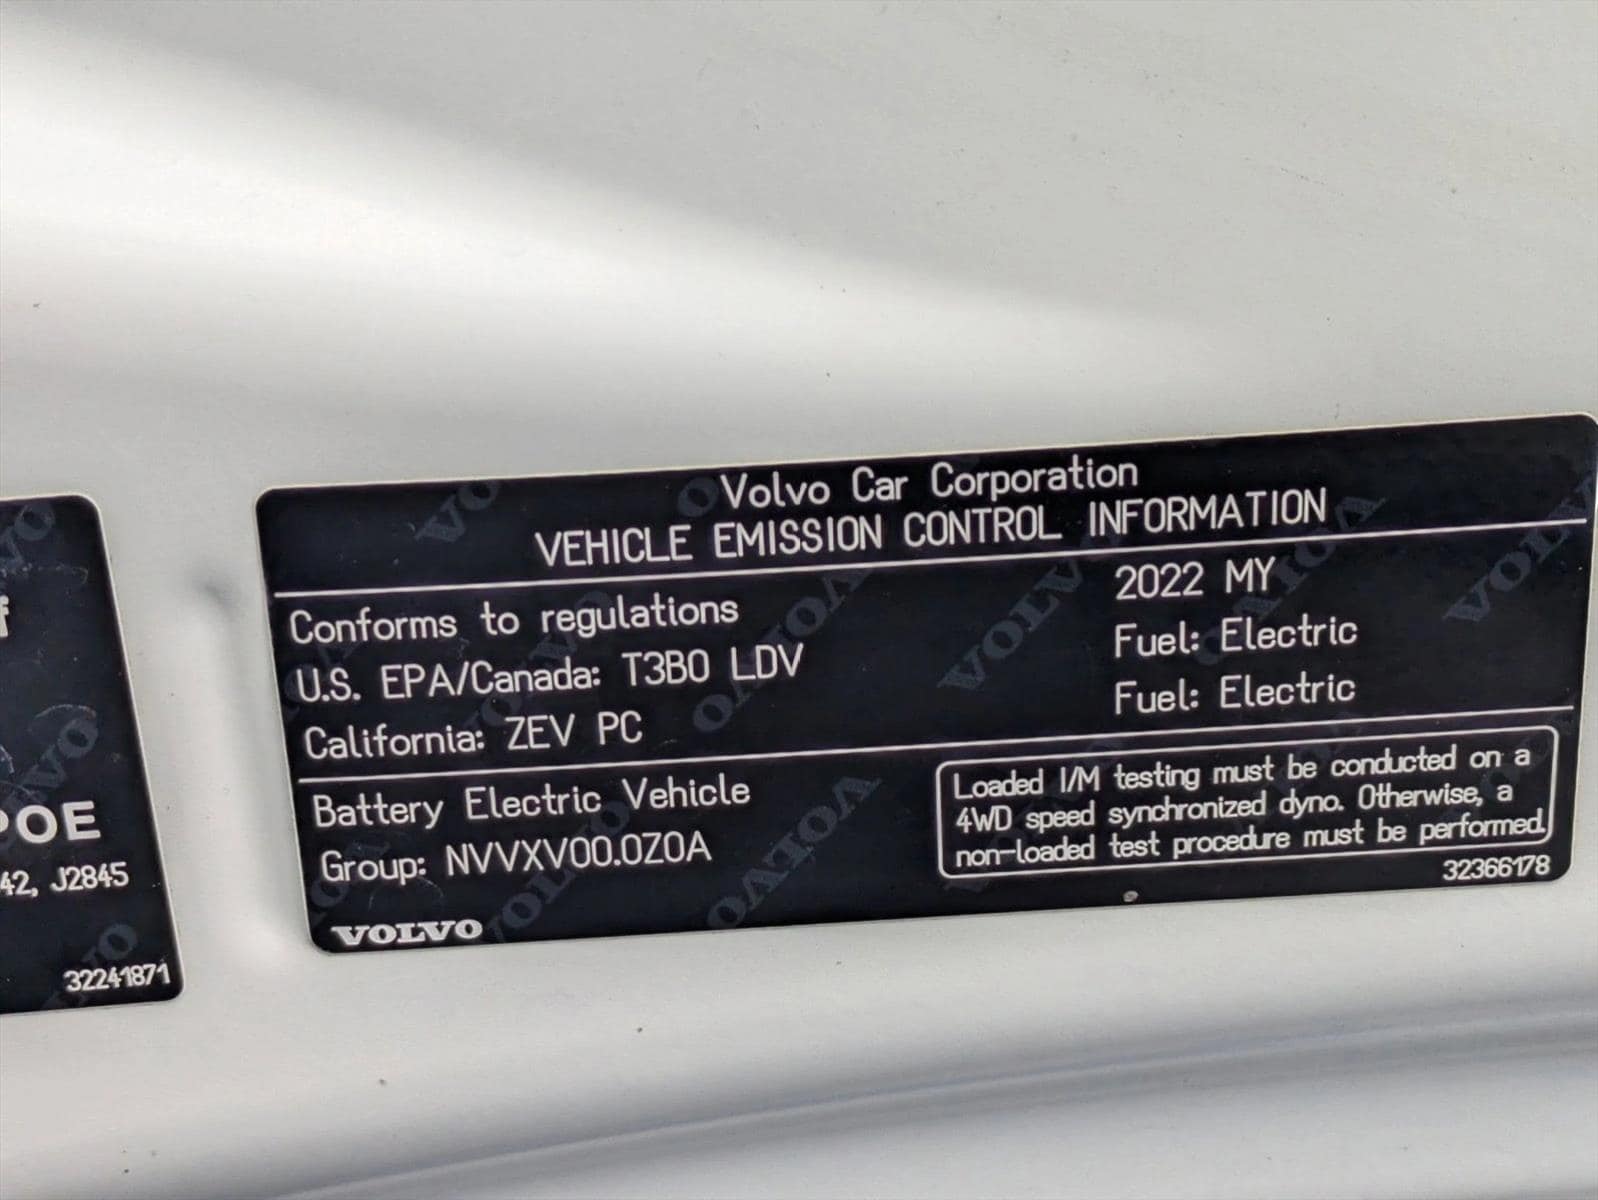 Volvo Car Corporation
VEHICLE EMISSION CONTROL INFORMATION
Conforms to regulations
U.S. EPA/Canada: T3B0 LDV
California: ZEV PC
2022 MY
Fuel: Electric
Fuel: Electric
Battery Electric Vehicle
Group: NVVXV00.0Z0A
VOLVO
Loaded I/M testing must be conducted on a
4WD speed synchronized dyno. Otherwise, a
non-loaded test procedure must be performed.
32366178
POE
42, J2845
32241871